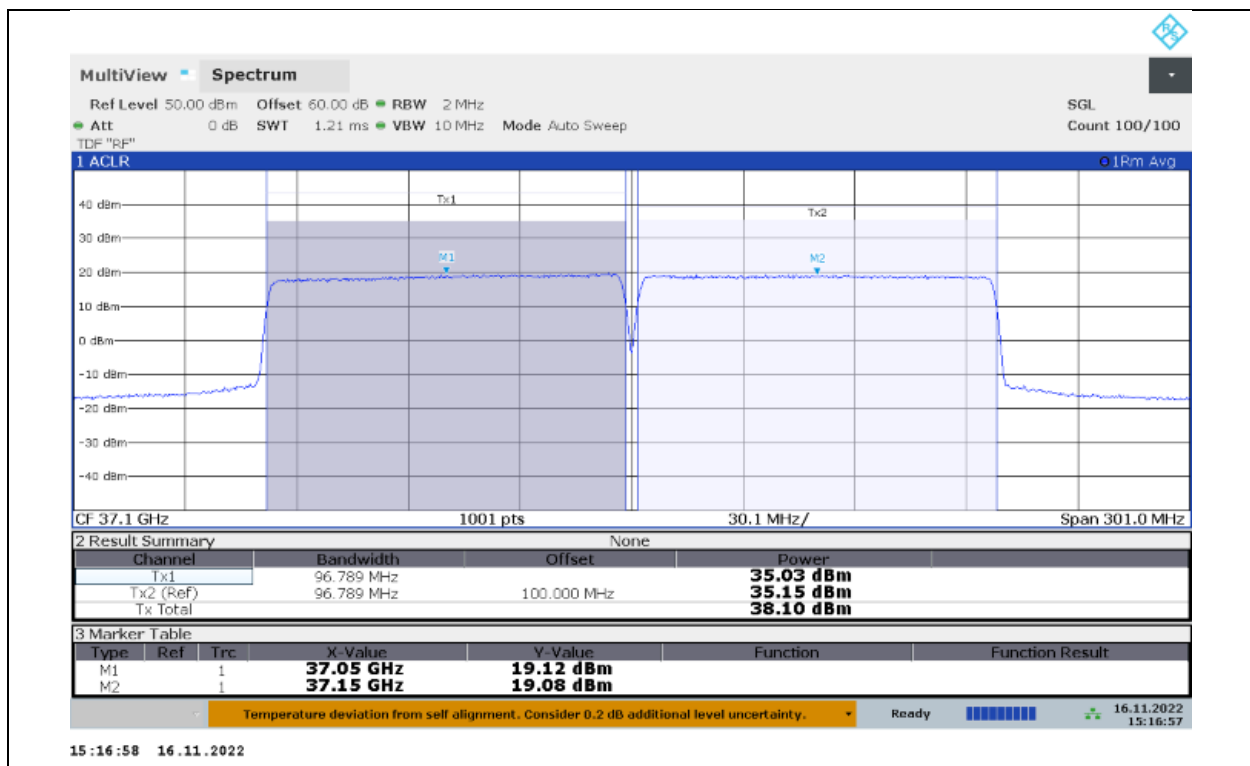 R&S
MultiView Spectrum
Ref Level 50.00 dBm Offset 60.00 dB RBW 2 MHz SGL
Att 0 dB SWT 1.21 ms VBW 10 MHz Mode Auto Sweep Count 100/100
TDF "RF"
1 ACLR 1Rm Avg
40 dBm
Tx1
Tx2
30 dBm
M1
M2
20 dBm
10 dBm
0 dBm
-10 dBm
-20 dBm
-30 dBm
-40 dBm
CF 37.1 GHz 1001 pts 30.1 MHz/ Span 301.0 MHz
2 Result Summary None
Channel Bandwidth Offset Power
Tx1 96.789 MHz 35.03 dBm
Tx2 (Ref) 96.789 MHz 100.000 MHz 35.15 dBm
Tx Total 38.10 dBm
3 Marker Table
Type Ref Trc X-Value Y-Value Function Function Result
M1 1 37.05 GHz 19.12 dBm
M2 1 37.15 GHz 19.08 dBm
Temperature deviation from self alignment. Consider 0.2 dB additional level uncertainty. Ready 16.11.2022
15:16:57
15:16:58 16.11.2022